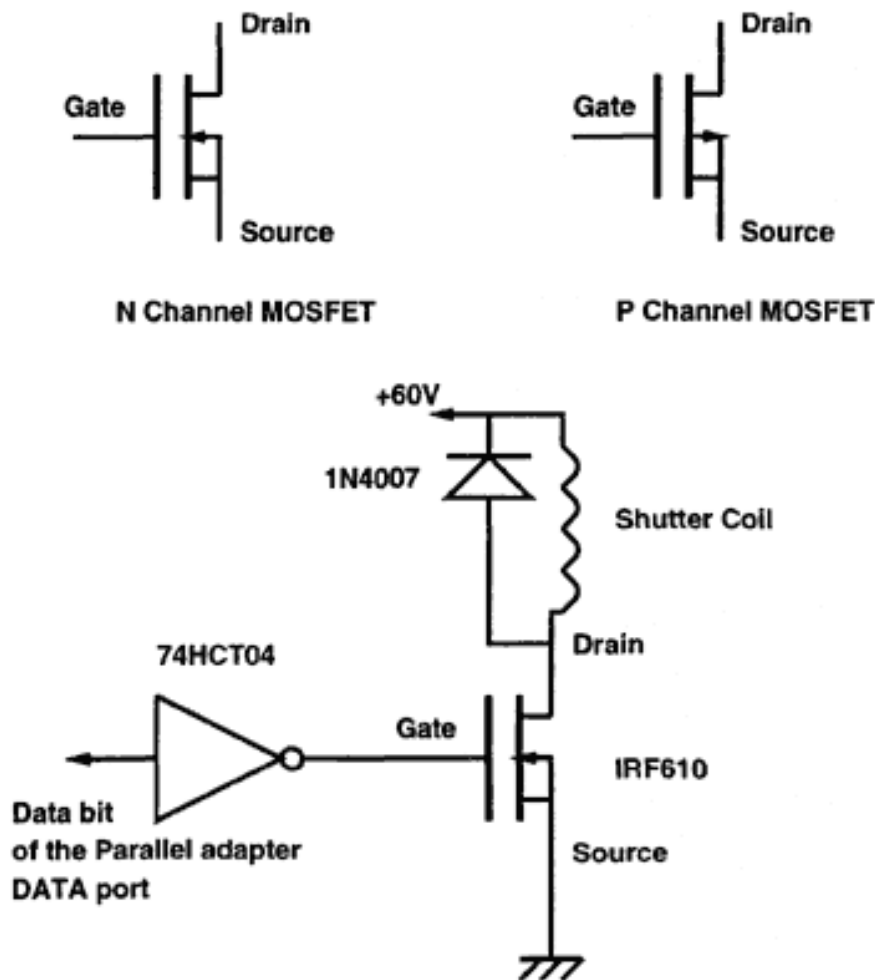 Drain
Drain
Gate
Gate
Source
Source
N Channel MOSFET
P Channel MOSFET
+60V
1N4007
Shutter Coil
74HCT04
Drain
Gate
IRF610
Data bit
of the Parallel adapter
DATA port
Source